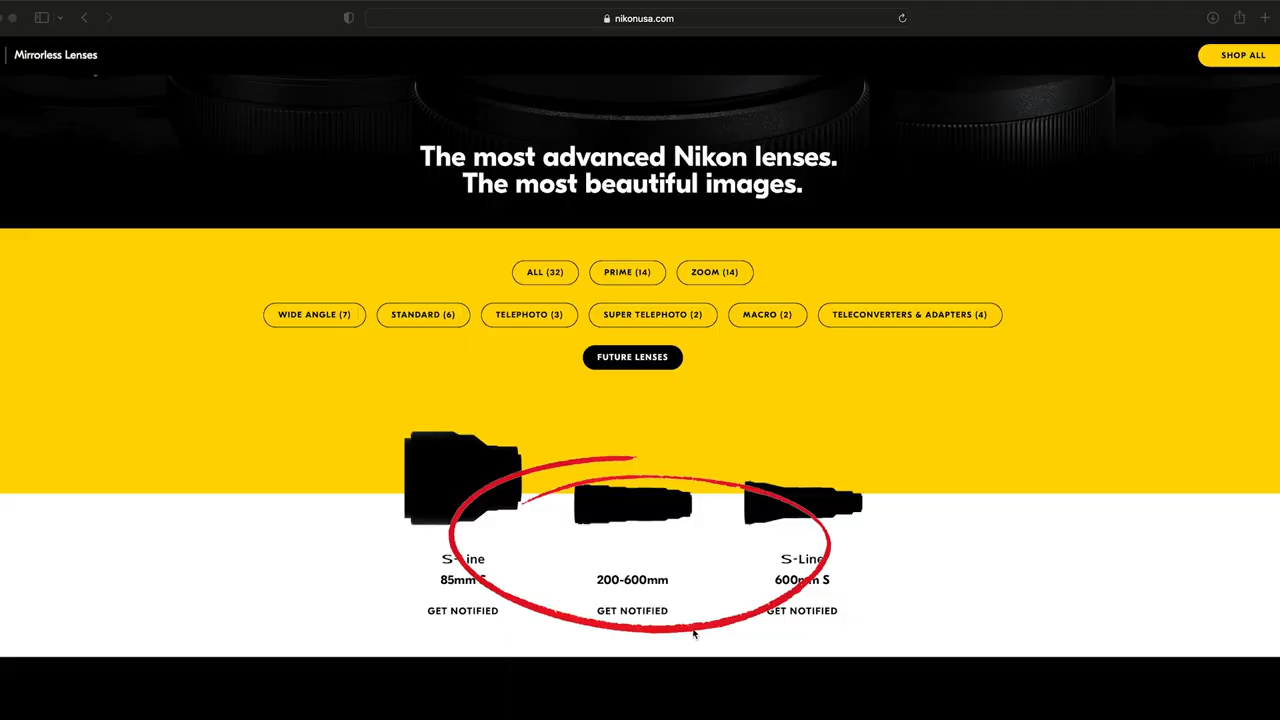 nikonusa.com
Mirrorless Lenses
SHOP ALL
The most advanced Nikon lenses.
The most beautiful images.
ALL (32) PRIME (14) ZOOM (14)
WIDE ANGLE (7) STANDARD (6) TELEPHOTO (3) SUPER TELEPHOTO (2) MACRO (2) TELECONVERTERS & ADAPTERS (4)
FUTURE LENSES
S-Line S-Line
85mm S 200-600mm 600mm S
GET NOTIFIED GET NOTIFIED GET NOTIFIED